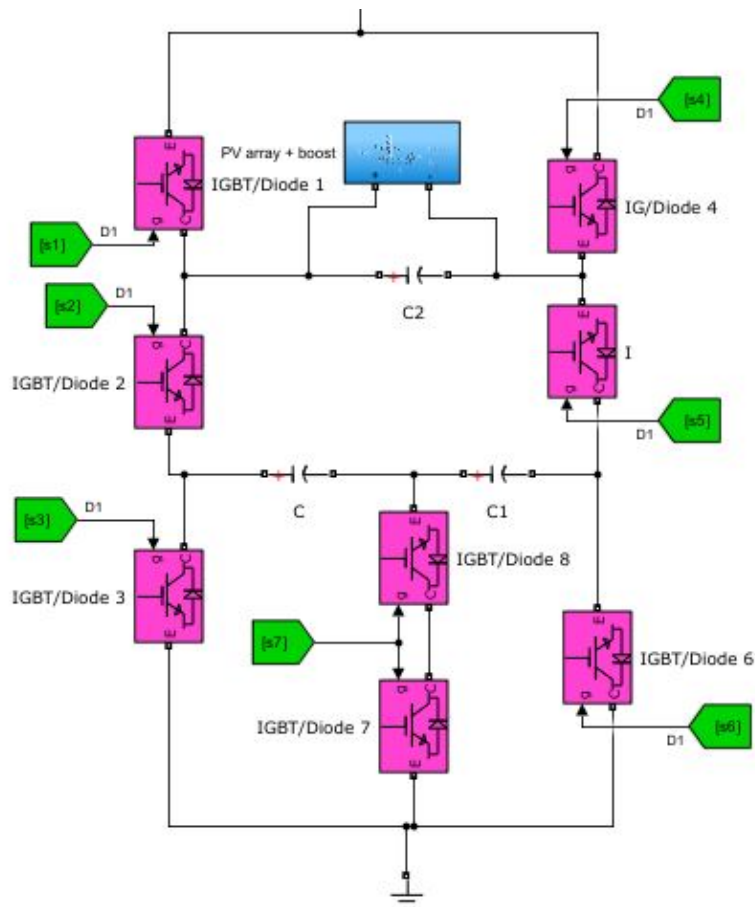 E
PV array + boost
[s4]
D1
g
C
IGBT/Diode 1
IG/Diode 4
g
C
E
[s1]
D1
[s2]
D1
C2
g
C
E
I
IGBT/Diode 2
E
g
C
D1
[s5]
C
C1
[s3]
D1
E
g
C
IGBT/Diode 8
g
C
IGBT/Diode 3
E
[s7]
E
IGBT/Diode 6
g
C
g
C
IGBT/Diode 7
E
D1
[s6]